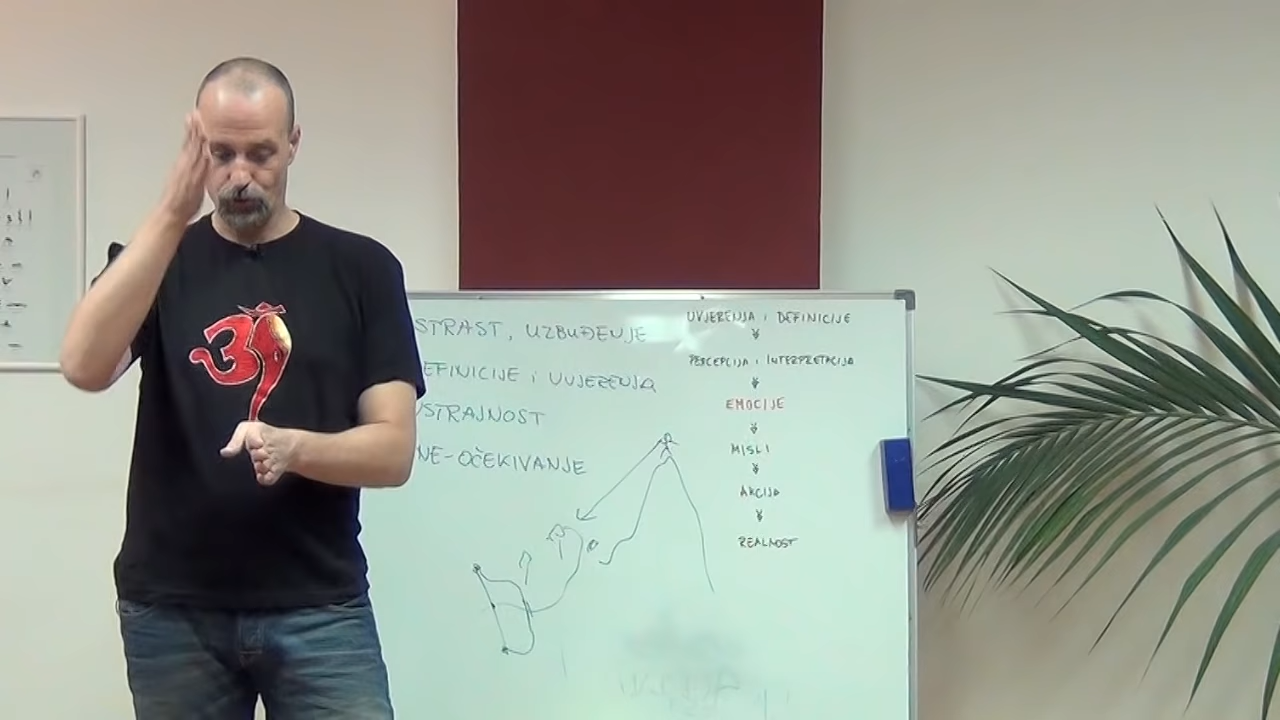 STRAST, UZBUĐENJE
EFINICIJE i UVJERENJA
USTRAJNOST
NE-OČEKIVANJE
UVJERENJA i DEFINICIJE
PERCEPCIJA i INTERPRETACIJA
EMOCIJE
MISLI
AKCIJA
REALNOST